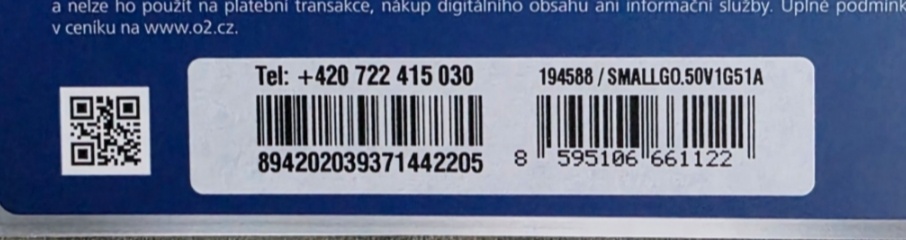 a nelze ho použít na platební transakce, nákup digitálního obsahu ani informační služby. Úplné podmínk
v ceníku na www.o2.cz.
Tel: +420 722 415 030
894202039371442205
194588 / SMALLGO.50V1G51A
8 595106 661122